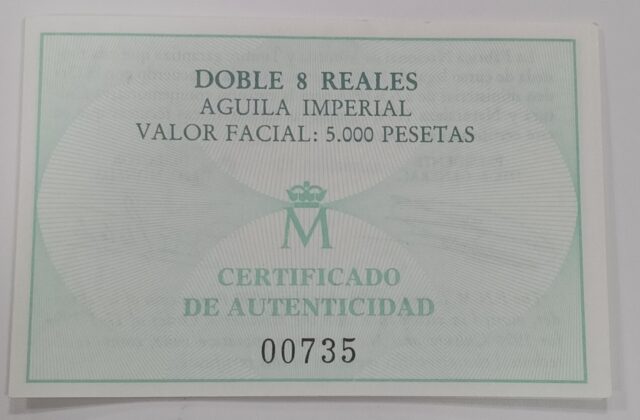 DOBLE 8 REALES
AGUILA IMPERIAL
VALOR FACIAL: 5.000 PESETAS
M
CERTIFICADO
DE AUTENTICIDAD
00735